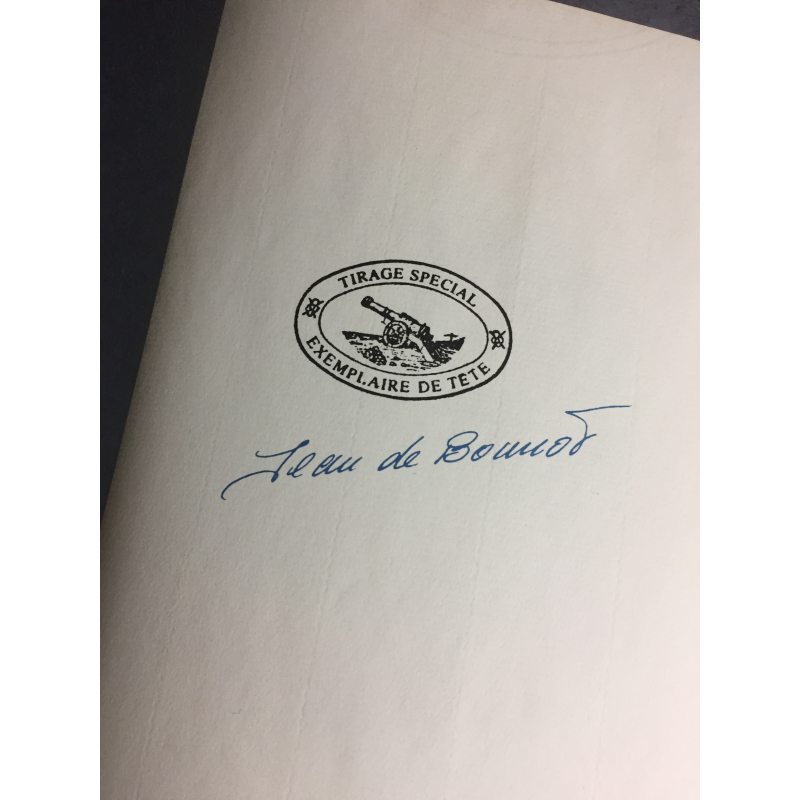 TIRAGE SPECIAL
EXEMPLAIRE DE TETE
Jean de Bonnot